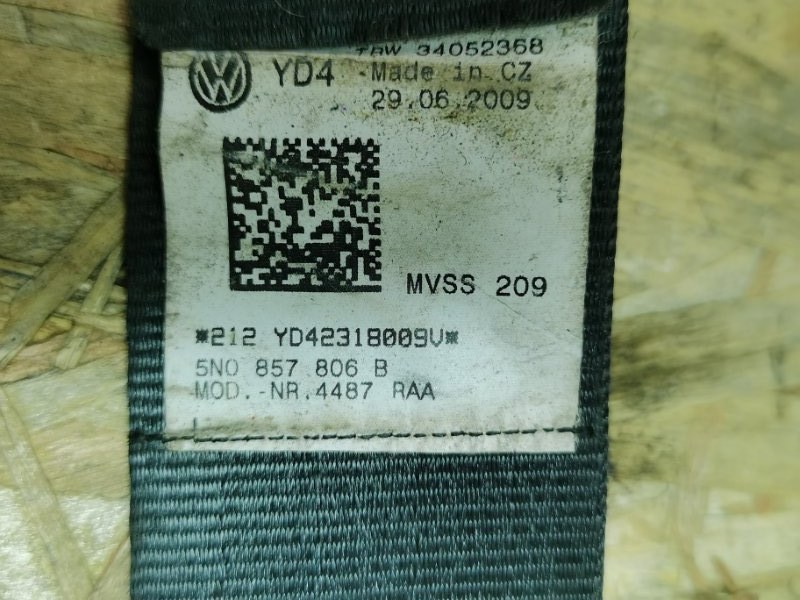 TRW 34052368
YD4 Made in CZ
29.06.2009
MVSS 209
*212 YD42318009V*
5N0 857 806 B
MOD.-NR.4487 RAA